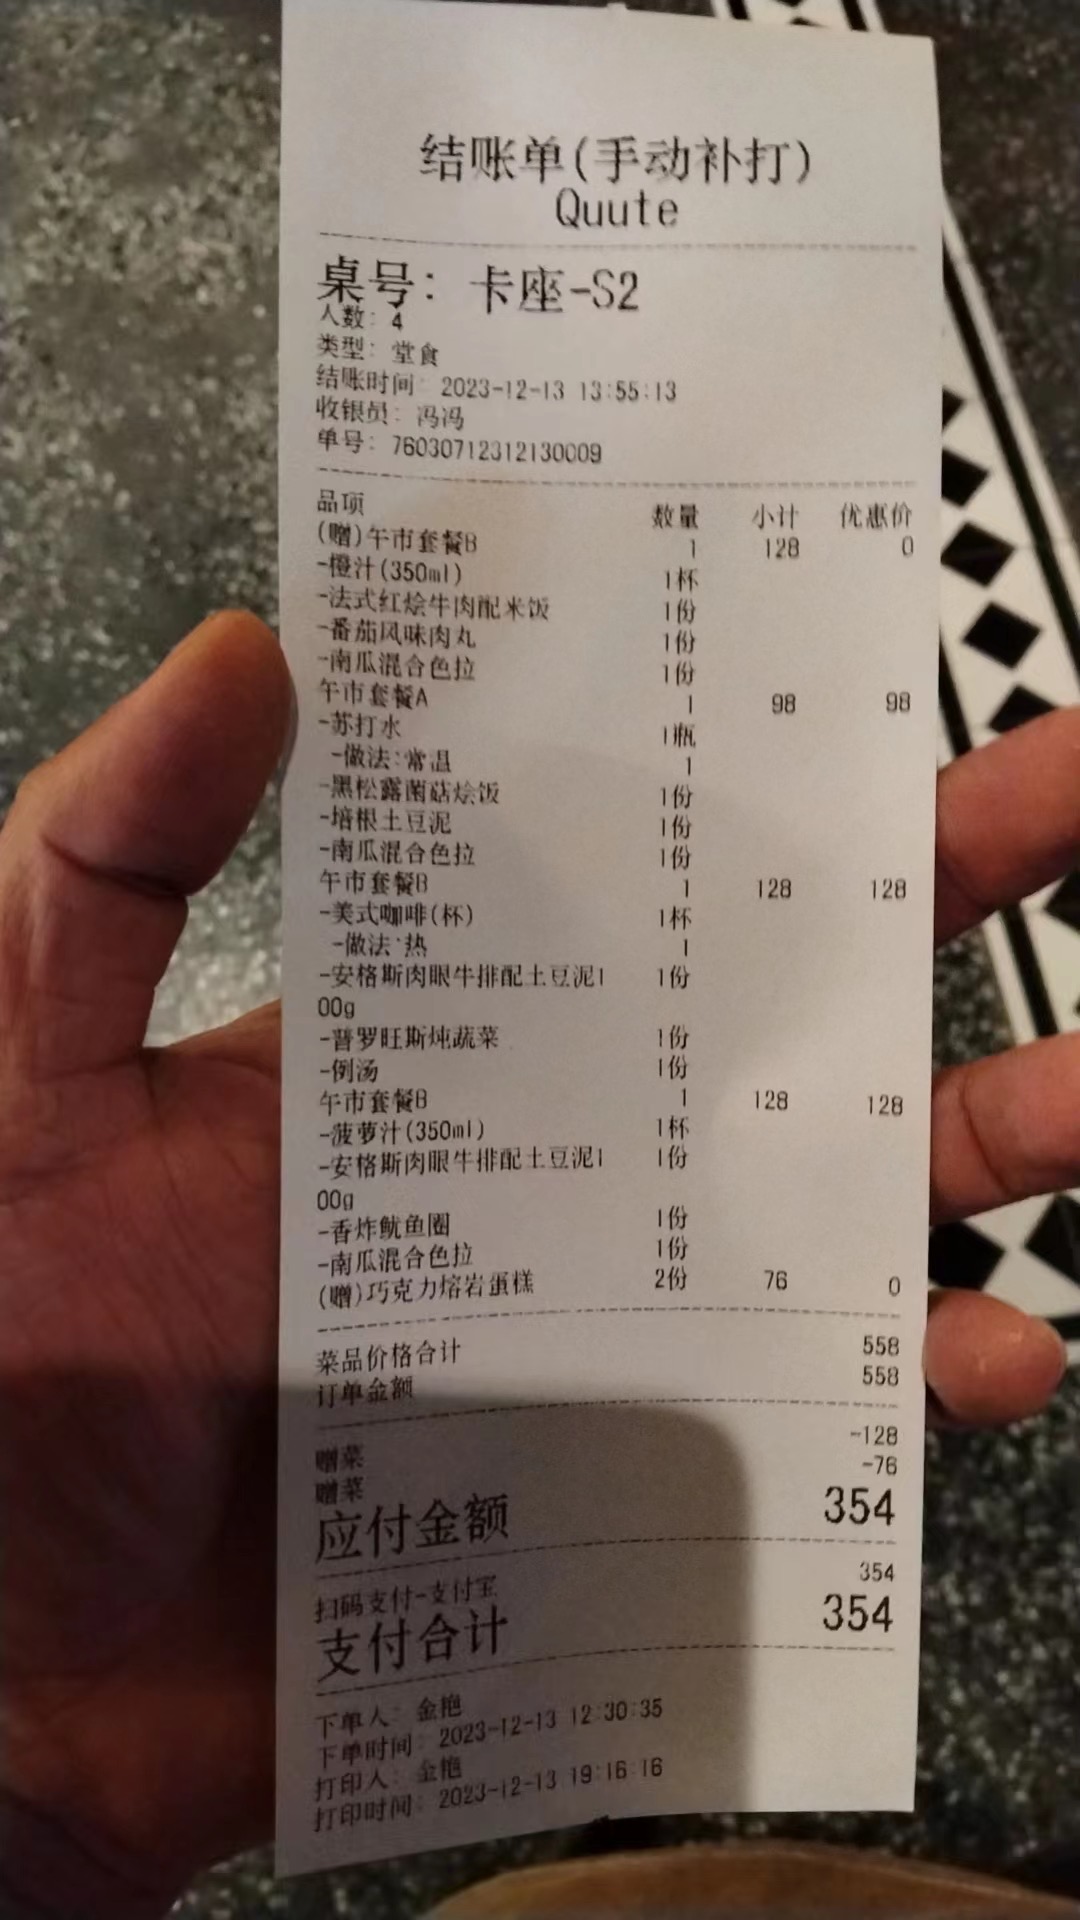 结账单(手动补打)
Quute
桌号: 卡座-S2
人数: 4
类型: 堂食
结账时间: 2023-12-13 13:55:13
收银员: 冯冯
单号: 76030712312130009
品项 数量 小计 优惠价
(赠)午市套餐B 1 128 0
-橙汁(350ml) 1杯
-法式红烩牛肉配米饭 1份
-番茄风味肉丸 1份
-南瓜混合色拉 1份
午市套餐A 1 98 98
-苏打水 1瓶
-做法:常温 1
-黑松露菌菇烩饭 1份
-培根土豆泥 1份
-南瓜混合色拉 1份
午市套餐B 1 128 128
-美式咖啡(杯) 1杯
-做法:热 1
-安格斯肉眼牛排配土豆泥1 1份
00g
-普罗旺斯炖蔬菜 1份
-例汤 1份
午市套餐B 1 128 128
-菠萝汁(350ml) 1杯
-安格斯肉眼牛排配土豆泥1 1份
00g
-香炸鱿鱼圈 1份
-南瓜混合色拉 1份
(赠)巧克力熔岩蛋糕 2份 76 0
菜品价格合计 558
订单金额 558
赠菜 -128
赠菜 -76
应付金额 354
扫码支付-支付宝 354
支付合计 354
下单人: 金艳
下单时间: 2023-12-13 12:30:35
打印人: 金艳
打印时间: 2023-12-13 19:16:16